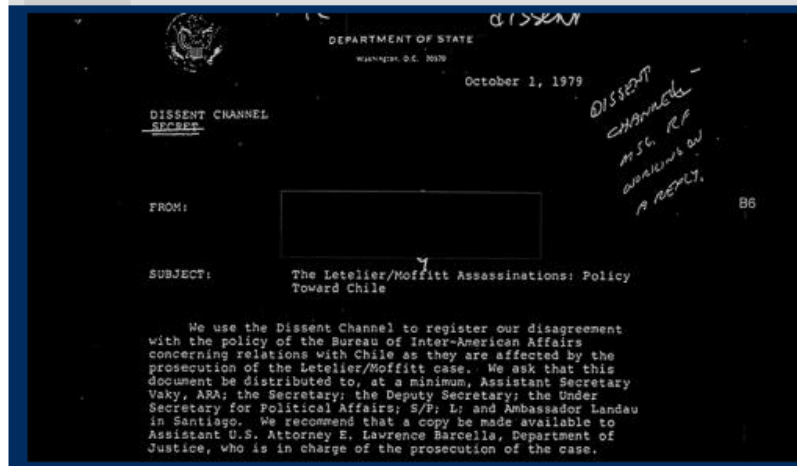 dissent
DEPARTMENT OF STATE
Washington, D.C. 20520
October 1, 1979
DISSENT CHANNEL
SECRET
DISSENT
CHANNEL -
MSG. RF
WORKING ON
A REPLY.
FROM:
B6
SUBJECT: The Letelier/Moffitt Assassinations: Policy
Toward Chile
We use the Dissent Channel to register our disagreement
with the policy of the Bureau of Inter-American Affairs
concerning relations with Chile as they are affected by the
prosecution of the Letelier/Moffitt case. We ask that this
document be distributed to, at a minimum, Assistant Secretary
Vaky, ARA; the Secretary; the Deputy Secretary; the Under
Secretary for Political Affairs; S/P; L; and Ambassador Landau
in Santiago. We recommend that a copy be made available to
Assistant U.S. Attorney E. Lawrence Barcella, Department of
Justice, who is in charge of the prosecution of the case.